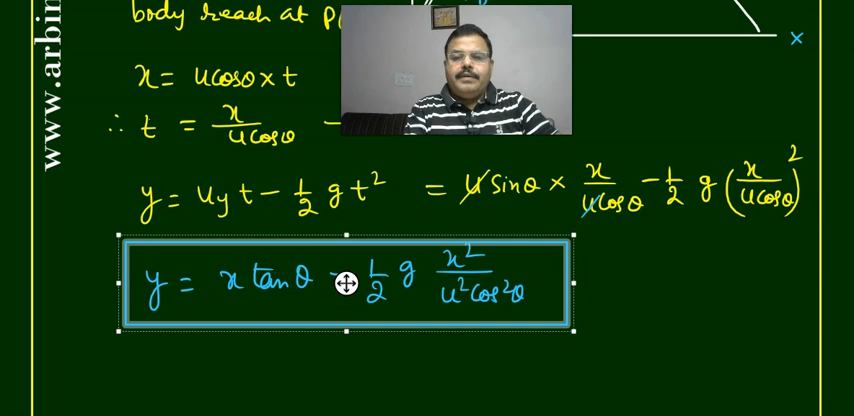 body reach at P(
x
x = ucosθ × t
∴ t = x/ucosθ –
y = uy t – 1/2 g t² = u sinθ × x/ucosθ – 1/2 g (x/ucosθ)²
y = x tanθ – 1/2 g x²/u²cos²θ
www.arbin